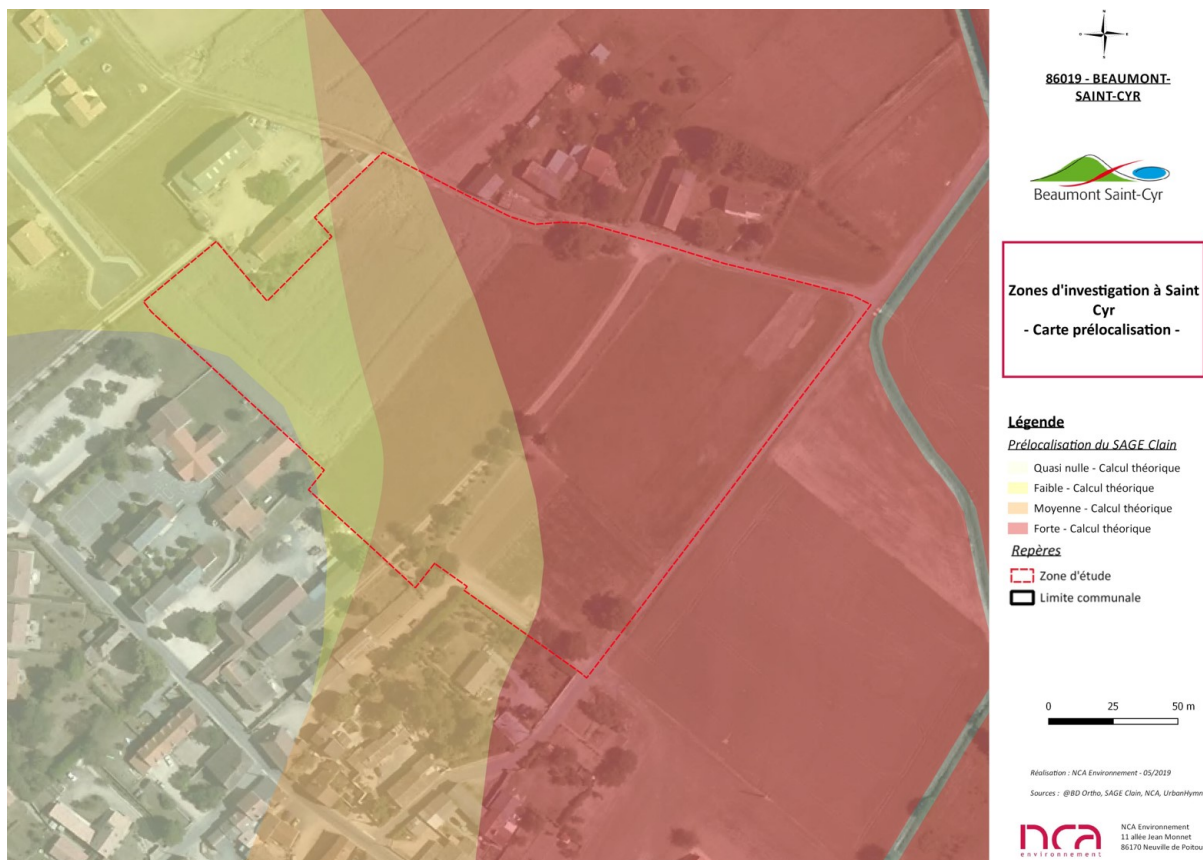 86019 - BEAUMONT-
SAINT-CYR
Beaumont Saint-Cyr
Zones d'investigation à Saint
Cyr
- Carte prélocalisation -
Légende
Prélocalisation du SAGE Clain
Quasi nulle - Calcul théorique
Faible - Calcul théorique
Moyenne - Calcul théorique
Forte - Calcul théorique
Repères
Zone d'étude
Limite communale
0 25 50 m
Réalisation : NCA Environnement - 05/2019
Sources : @BD Ortho, SAGE Clain, NCA, UrbanHymn
nca
environnement
NCA Environnement
11 allée Jean Monnet
86170 Neuville de Poitou